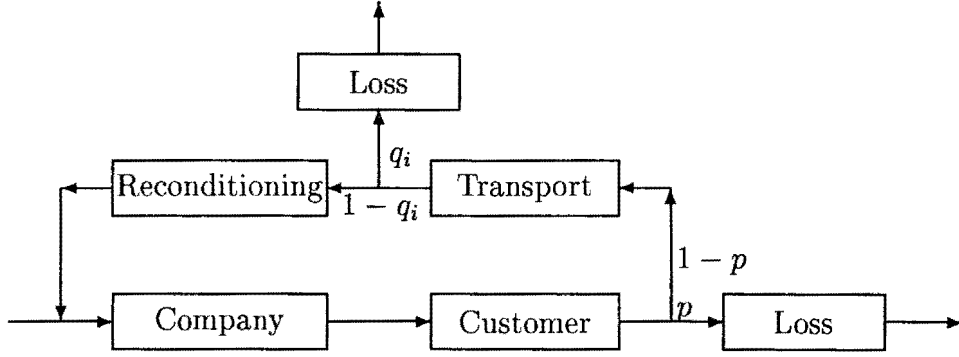 Loss
q_i
Reconditioning
Transport
1 − q_i
1 − p
p
Company
Customer
Loss